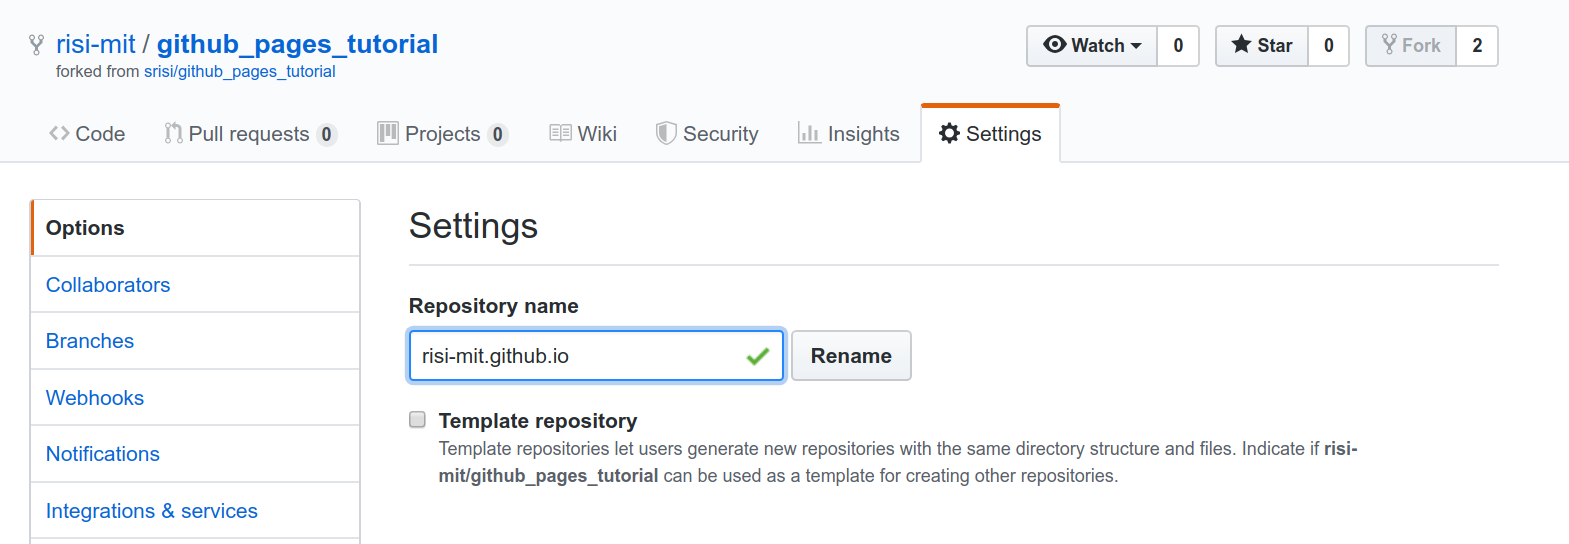 risi-mit / github_pages_tutorial
forked from srisi/github_pages_tutorial
Watch 0 Star 0 Fork 2
Code Pull requests 0 Projects 0 Wiki Security Insights Settings
Options
Collaborators
Branches
Webhooks
Notifications
Integrations & services
Settings
Repository name
risi-mit.github.io Rename
Template repository
Template repositories let users generate new repositories with the same directory structure and files. Indicate if risi-
mit/github_pages_tutorial can be used as a template for creating other repositories.